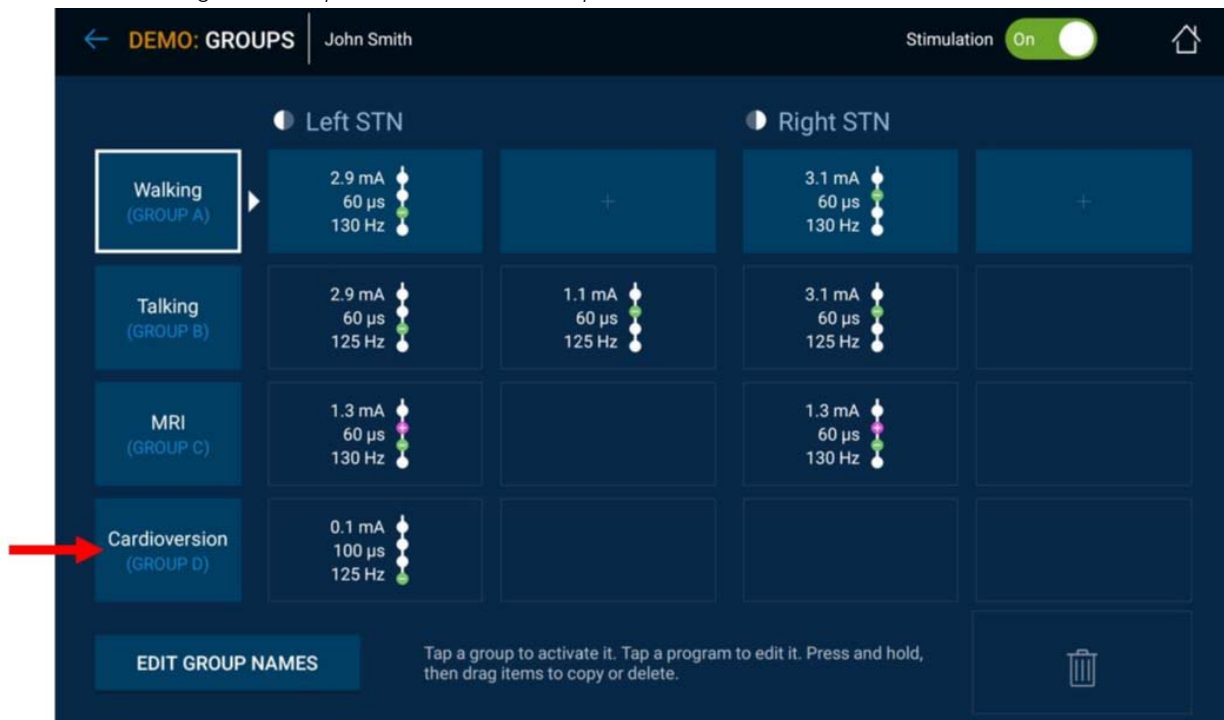 DEMO: GROUPS John Smith Stimulation On
Left STN Right STN
Walking
(GROUP A)
2.9 mA
60 µs
130 Hz
+
3.1 mA
60 µs
130 Hz
+
Talking
(GROUP B)
2.9 mA
60 µs
125 Hz
1.1 mA
60 µs
125 Hz
3.1 mA
60 µs
125 Hz
MRI
(GROUP C)
1.3 mA
60 µs
130 Hz
1.3 mA
60 µs
130 Hz
Cardioversion
(GROUP D)
0.1 mA
100 µs
125 Hz
EDIT GROUP NAMES
Tap a group to activate it. Tap a program to edit it. Press and hold,
then drag items to copy or delete.